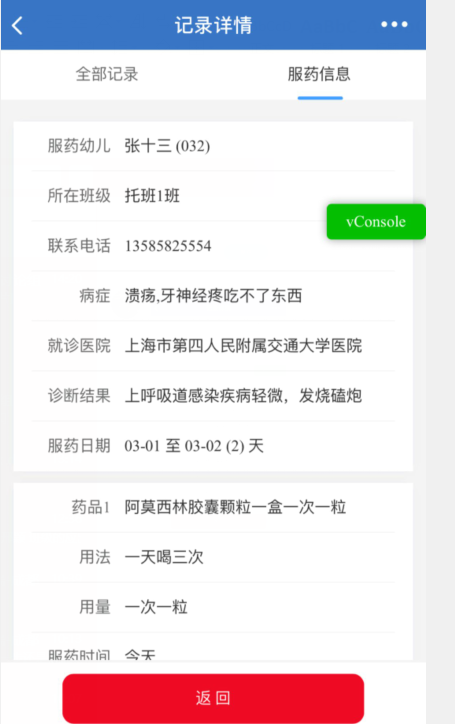 记录详情
全部记录 服药信息
服药幼儿 张十三 (032)
所在班级 托班1班
vConsole
联系电话 13585825554
病症 溃疡,牙神经疼吃不了东西
就诊医院 上海市第四人民附属交通大学医院
诊断结果 上呼吸道感染疾病轻微，发烧磕炮
服药日期 03-01 至 03-02 (2) 天
药品1 阿莫西林胶囊颗粒一盒一次一粒
用法 一天喝三次
用量 一次一粒
服药时间 今天
返回